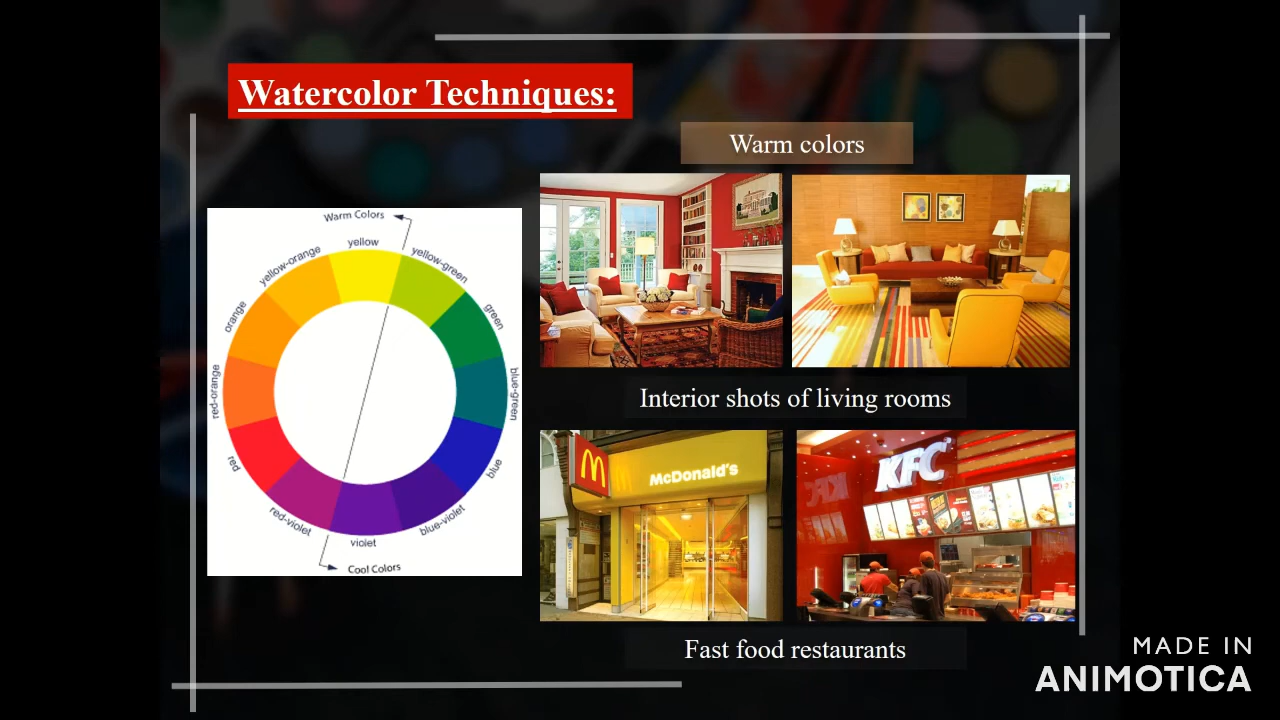 Watercolor Techniques:
Warm colors
Warm Colors
yellow
yellow-orange
yellow-green
orange
green
red-orange
blue-green
red
blue
red-violet
blue-violet
violet
Cool Colors
Interior shots of living rooms
McDonald's
KFC
Fast food restaurants
MADE IN
ANIMOTICA